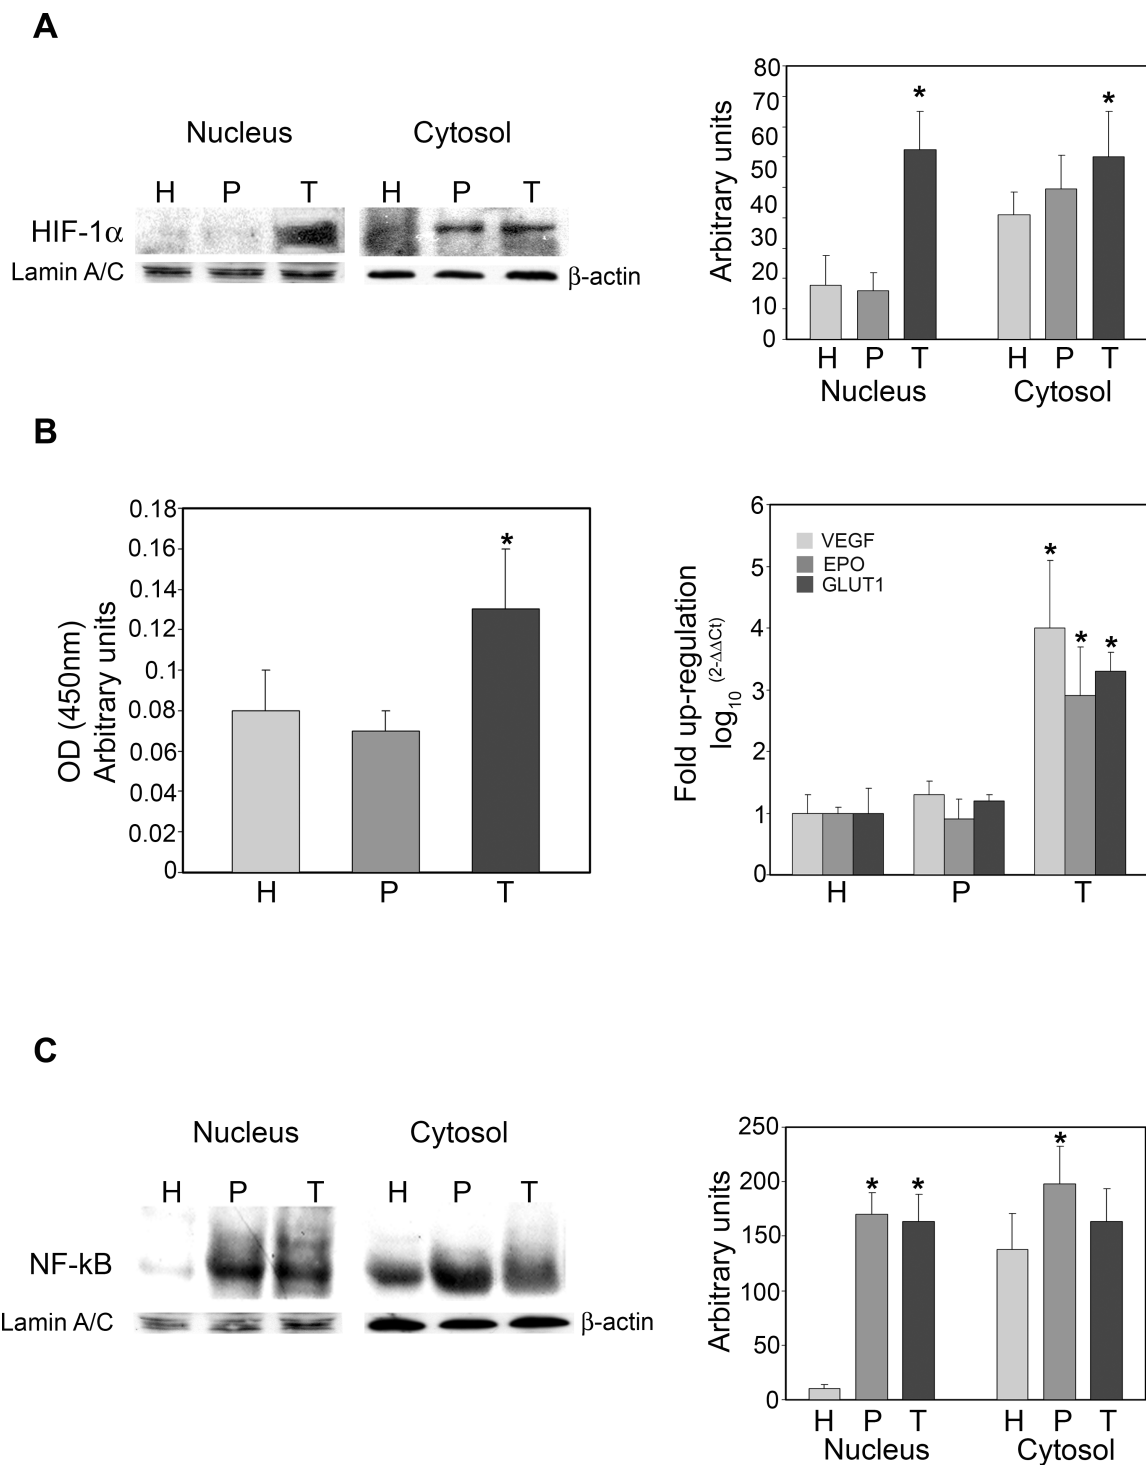 A
Nucleus Cytosol
H P T H P T
HIF-1α
Lamin A/C β-actin
Arbitrary units
80
70
60
50
40
30
20
10
0
* *
H P T H P T
Nucleus Cytosol
B
OD (450nm)
Arbitrary units
0.18
0.16
0.14
0.12
0.1
0.08
0.06
0.04
0.02
0
*
H P T
Fold up-regulation
log10 (2-ΔΔCt)
6
5
4
3
2
1
0
VEGF
EPO
GLUT1
* * *
H P T
C
Nucleus Cytosol
H P T H P T
NF-kB
Lamin A/C β-actin
Arbitrary units
250
200
150
100
50
0
* * *
H P T H P T
Nucleus Cytosol